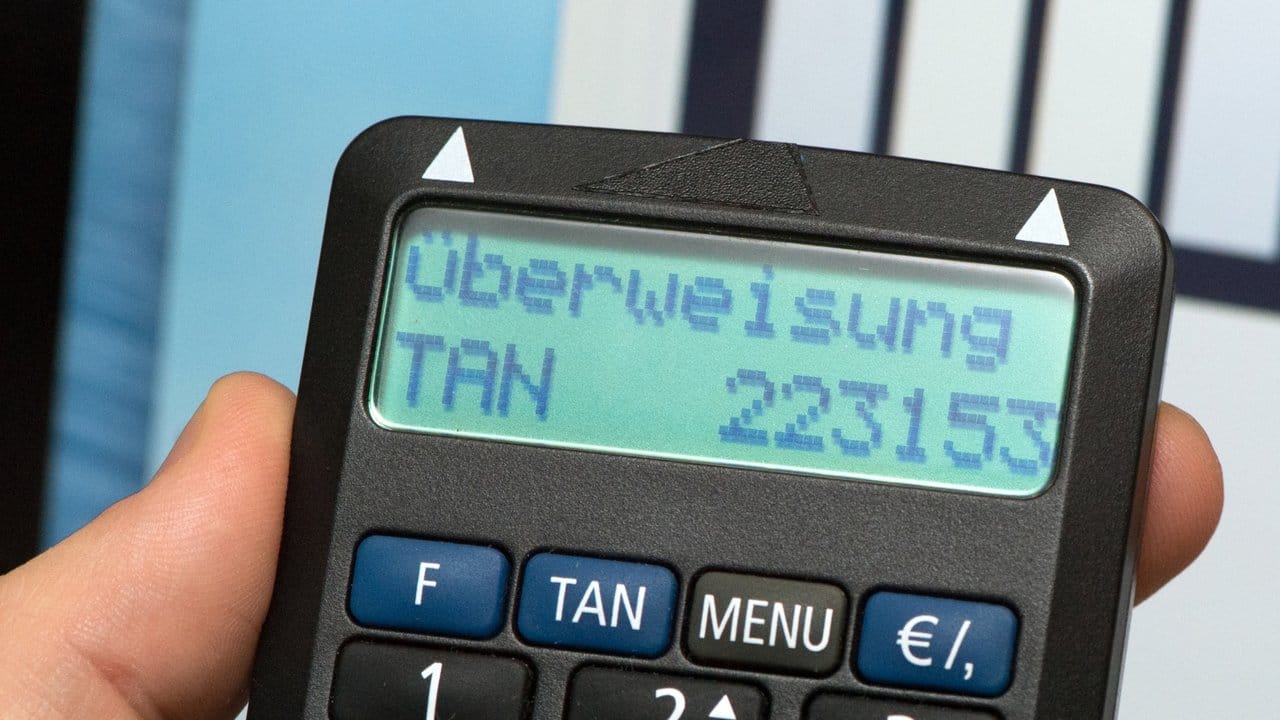 Überweisung
TAN 223153
F TAN MENU €/,
1 2